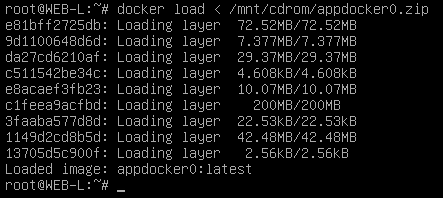 root@WEB-L:~# docker load < /mnt/cdrom/appdocker0.zip
e81bff2725db: Loading layer  72.52MB/72.52MB
9d1100648d6d: Loading layer  7.377MB/7.377MB
da27cd6210af: Loading layer  29.37MB/29.37MB
c511542be34c: Loading layer  4.608kB/4.608kB
e8acaef3fb23: Loading layer  10.07MB/10.07MB
c1feea9acfbd: Loading layer    200MB/200MB
3faaba577d8d: Loading layer  22.53kB/22.53kB
1149d2cd8b5d: Loading layer  42.48MB/42.48MB
13705d5c900f: Loading layer   2.56kB/2.56kB
Loaded image: appdocker0:latest
root@WEB-L:~# _